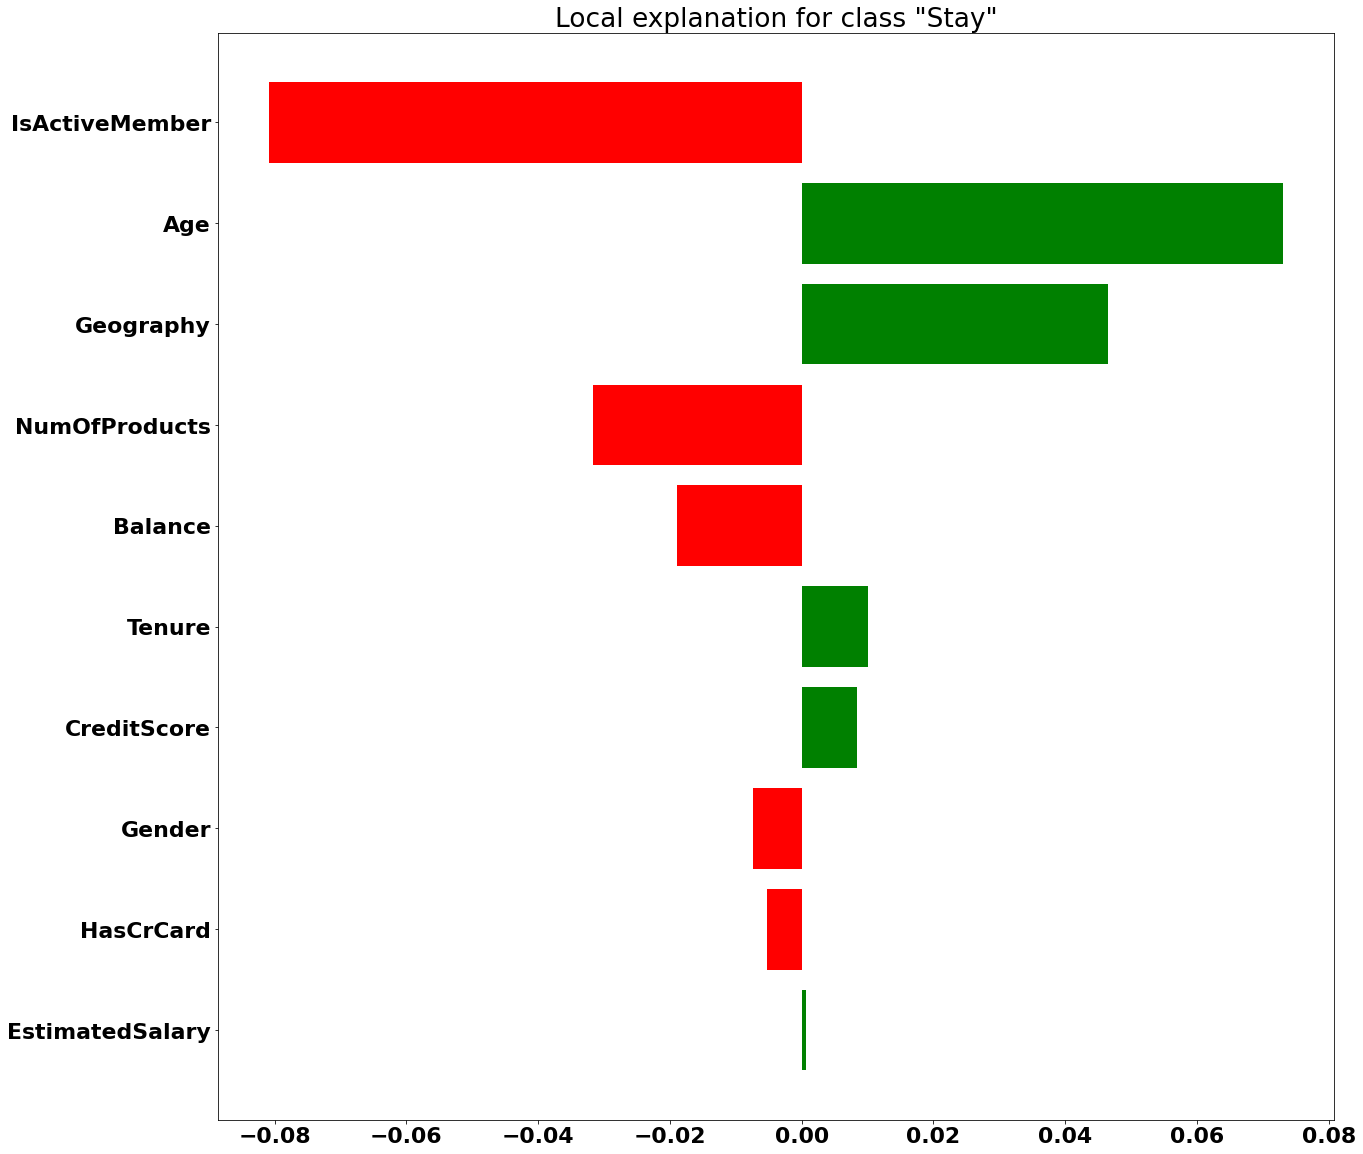 Local explanation for class "Stay"
IsActiveMember
Age
Geography
NumOfProducts
Balance
Tenure
CreditScore
Gender
HasCrCard
EstimatedSalary
−0.08 −0.06 −0.04 −0.02 0.00 0.02 0.04 0.06 0.08